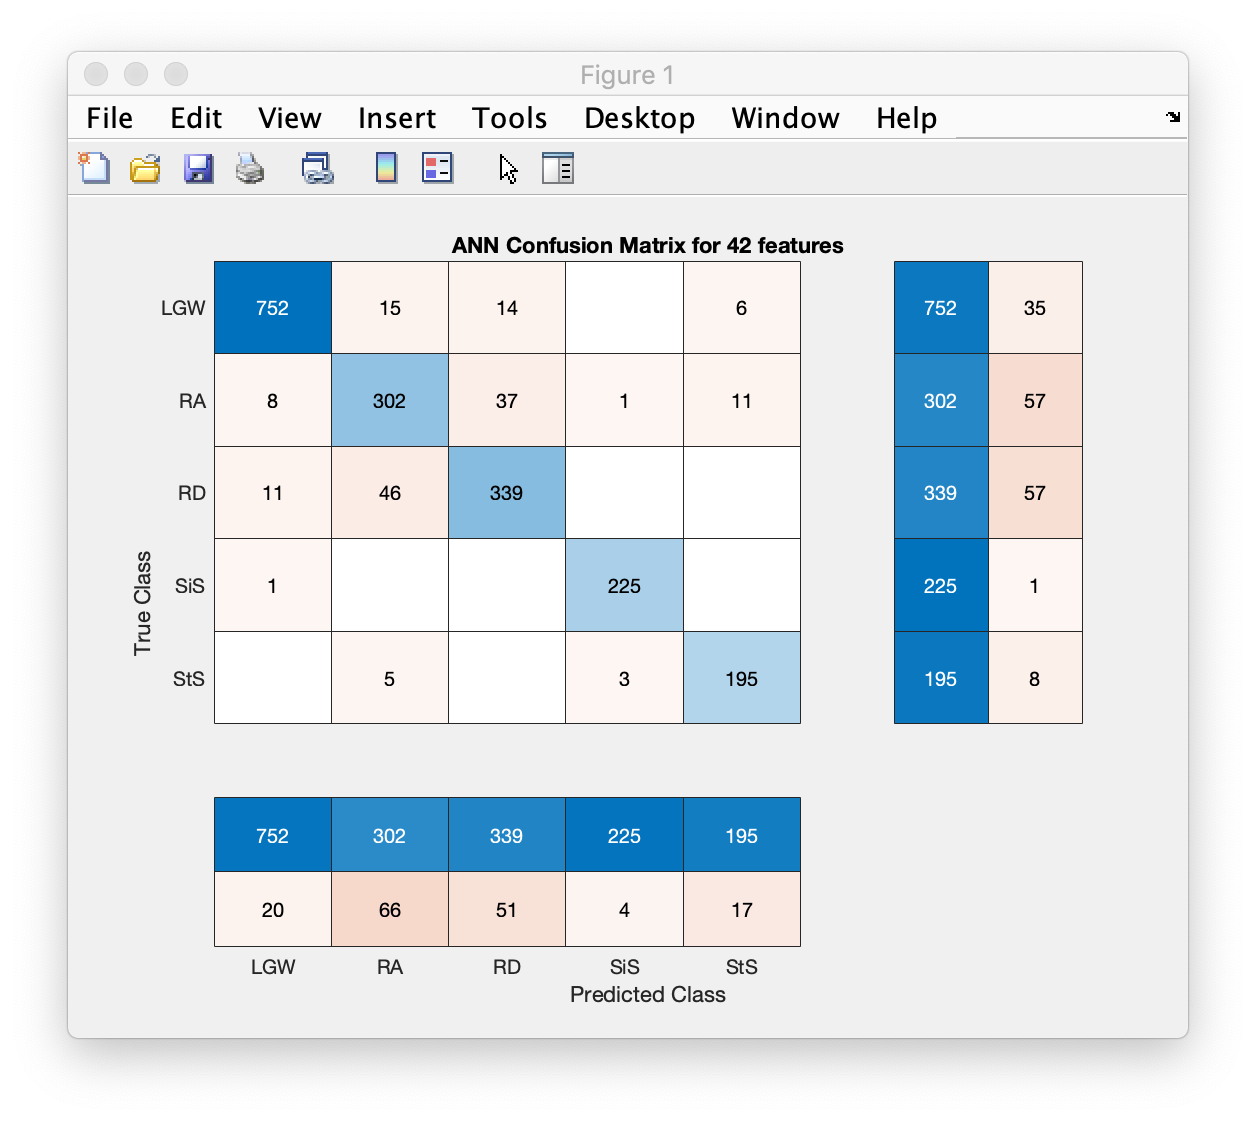 Figure 1
File Edit View Insert Tools Desktop Window Help
ANN Confusion Matrix for 42 features
LGW 752 15 14 6 752 35
RA 8 302 37 1 11 302 57
RD 11 46 339 339 57
SiS 1 225 225 1
StS 5 3 195 195 8
True Class
752 302 339 225 195
20 66 51 4 17
LGW RA RD SiS StS
Predicted Class